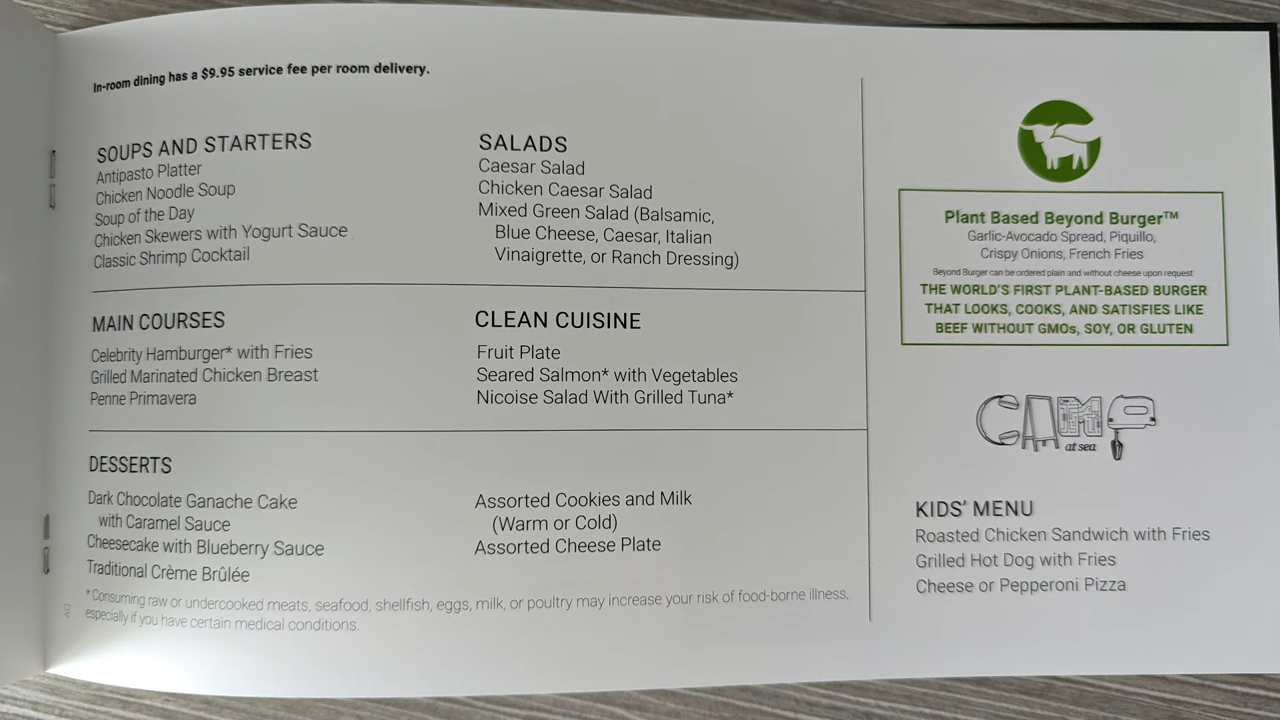 In-room dining has a $9.95 service fee per room delivery.
SOUPS AND STARTERS
Antipasto Platter
Chicken Noodle Soup
Soup of the Day
Chicken Skewers with Yogurt Sauce
Classic Shrimp Cocktail
SALADS
Caesar Salad
Chicken Caesar Salad
Mixed Green Salad (Balsamic,
Blue Cheese, Caesar, Italian
Vinaigrette, or Ranch Dressing)
MAIN COURSES
Celebrity Hamburger* with Fries
Grilled Marinated Chicken Breast
Penne Primavera
CLEAN CUISINE
Fruit Plate
Seared Salmon* with Vegetables
Nicoise Salad With Grilled Tuna*
DESSERTS
Dark Chocolate Ganache Cake
with Caramel Sauce
Cheesecake with Blueberry Sauce
Traditional Crème Brûlée
Assorted Cookies and Milk
(Warm or Cold)
Assorted Cheese Plate
* Consuming raw or undercooked meats, seafood, shellfish, eggs, milk, or poultry may increase your risk of food-borne illness,
especially if you have certain medical conditions.
Plant Based Beyond Burger™
Garlic-Avocado Spread, Piquillo,
Crispy Onions, French Fries
Beyond Burger can be ordered plain and without cheese upon request
THE WORLD'S FIRST PLANT-BASED BURGER
THAT LOOKS, COOKS, AND SATISFIES LIKE
BEEF WITHOUT GMOs, SOY, OR GLUTEN
CAMP
at sea
KIDS' MENU
Roasted Chicken Sandwich with Fries
Grilled Hot Dog with Fries
Cheese or Pepperoni Pizza